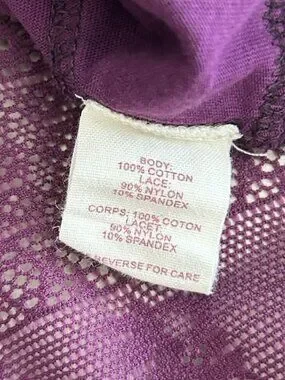 BODY:
100% COTTON
LACE:
90% NYLON
10% SPANDEX
CORPS: 100% COTON
LACET:
90% NYLON
10% SPANDEX
REVERSE FOR CARE